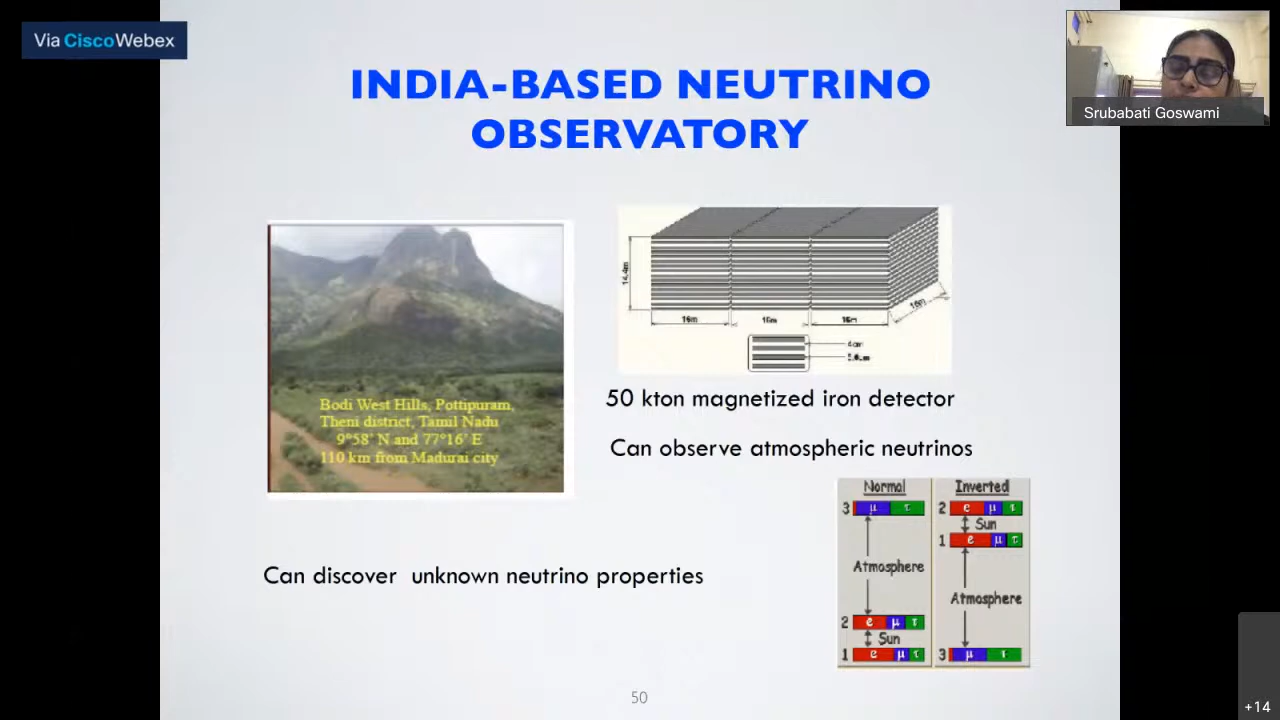 Via Cisco Webex
INDIA-BASED NEUTRINO
OBSERVATORY
Srubabati Goswami
Bodi West Hills, Pottipuram,
Theni district, Tamil Nadu
9°58' N and 77°16' E
110 km from Madurai city
14.4m
16m 16m 16m 16m
50 kton magnetized iron detector
Can observe atmospheric neutrinos
Can discover unknown neutrino properties
Normal
3 μ τ
Atmosphere
2 e μ τ
Sun
1 e μ τ
Inverted
2 e μ τ
Sun
1 e μ τ
Atmosphere
3 μ τ
50
+14